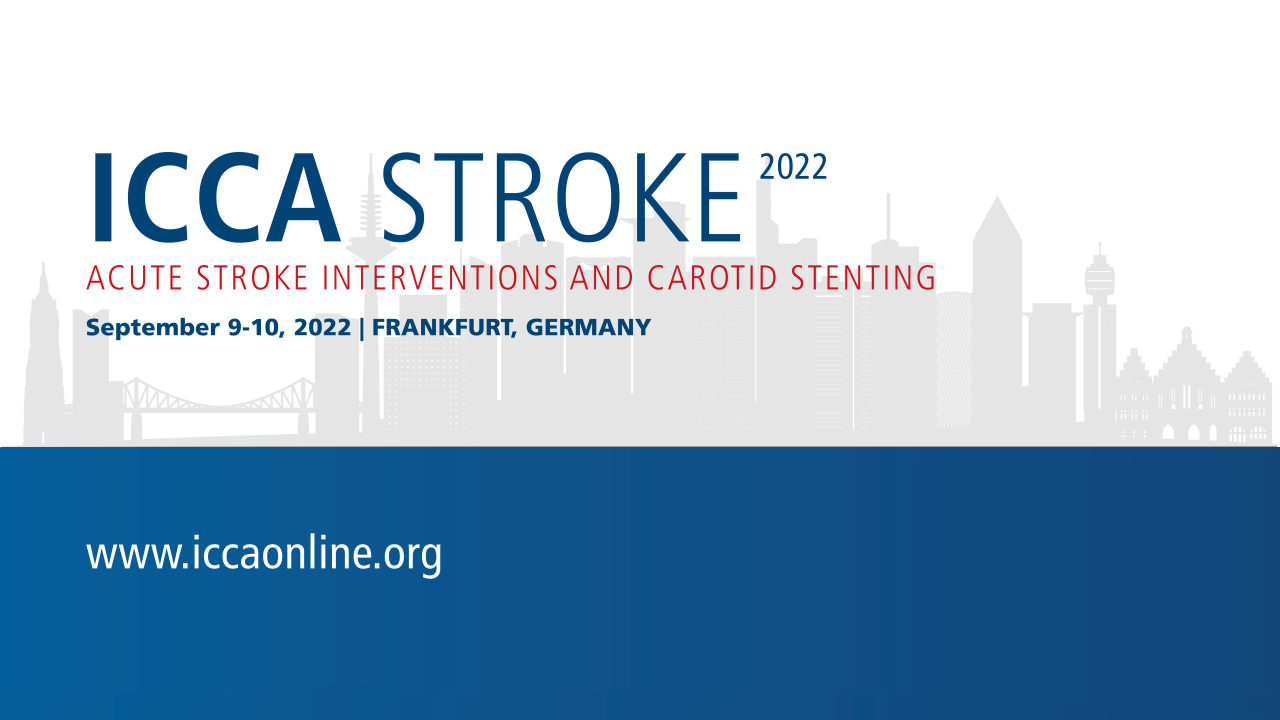 ICCA STROKE 2022
ACUTE STROKE INTERVENTIONS AND CAROTID STENTING
September 9-10, 2022 | FRANKFURT, GERMANY
www.iccaonline.org